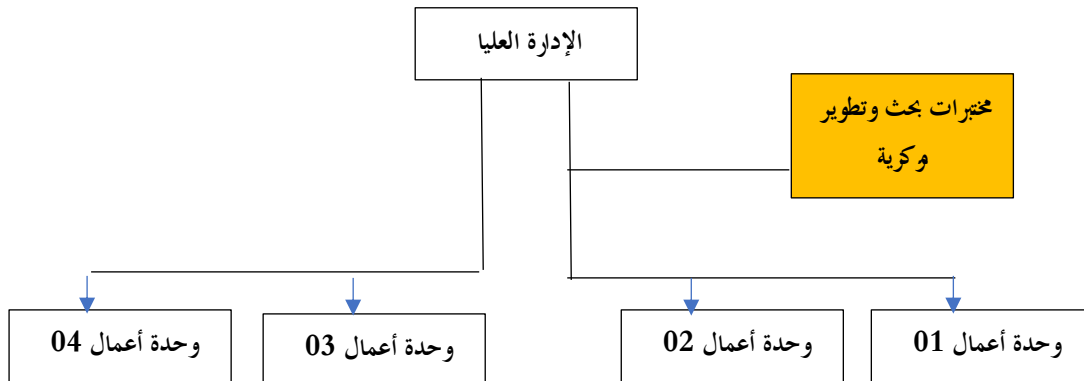 الإدارة العليا
مختبرات بحث وتطوير
مركزية
وحدة أعمال 01
وحدة أعمال 02
وحدة أعمال 03
وحدة أعمال 04